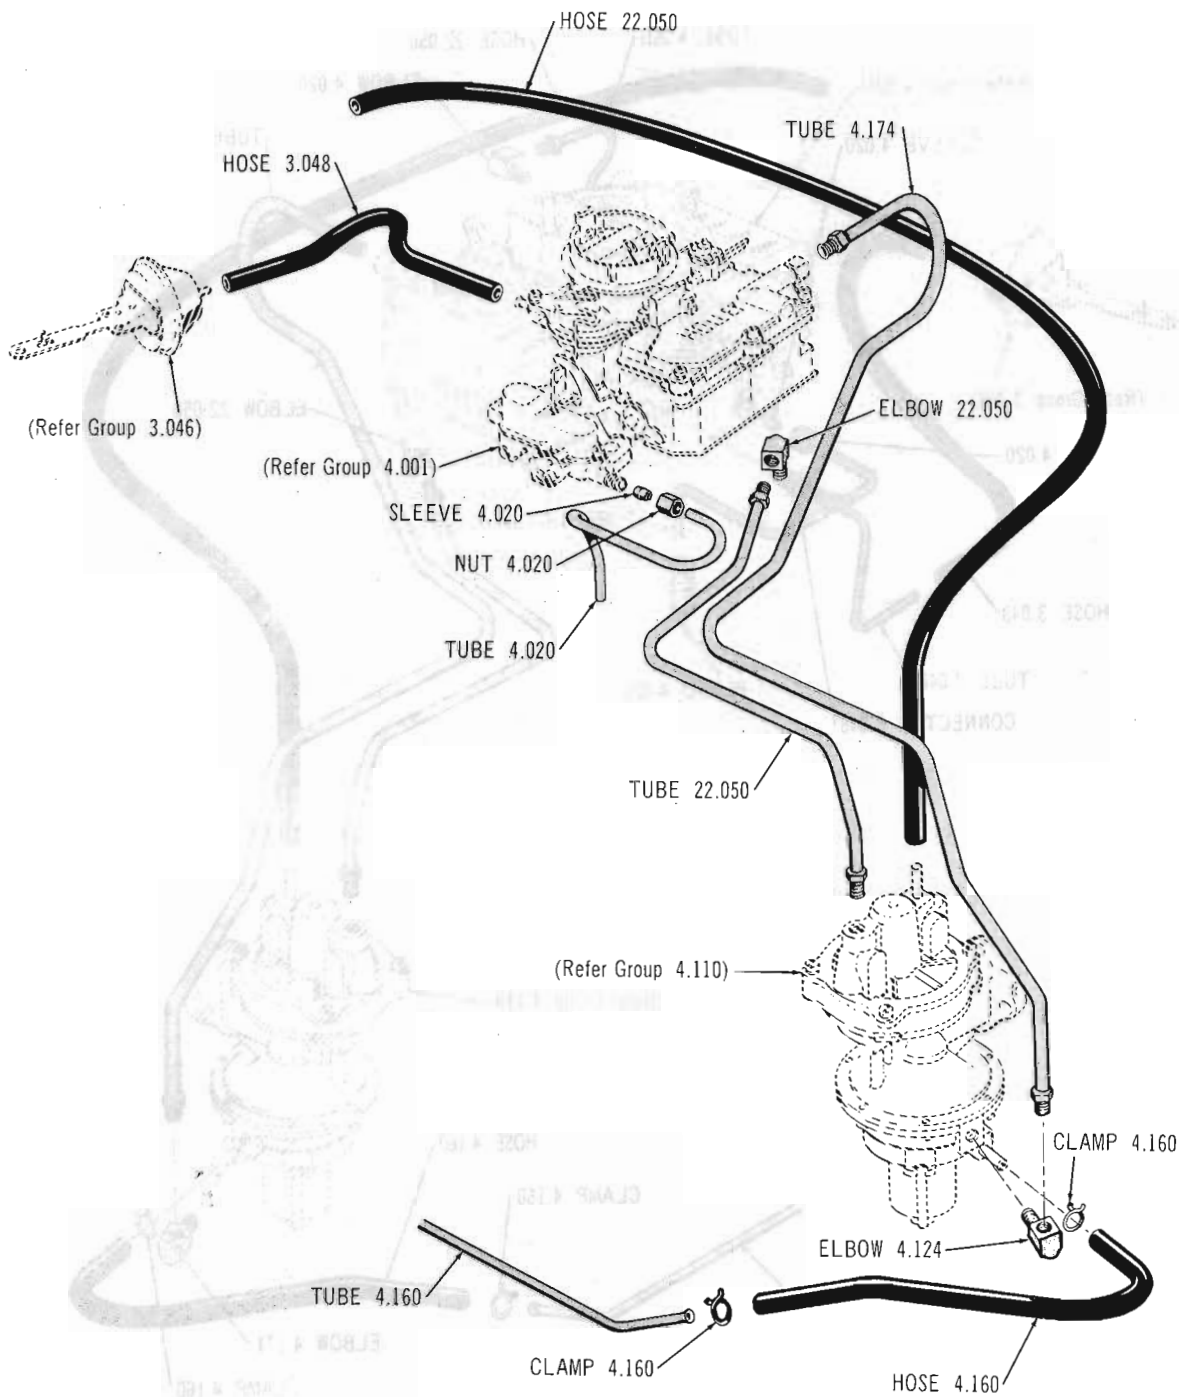 HOSE 22.050
TUBE 4.174
HOSE 3.048
(Refer Group 3.046)
ELBOW 22.050
(Refer Group 4.001)
SLEEVE 4.020
NUT 4.020
TUBE 4.020
TUBE 22.050
(Refer Group 4.110)
CLAMP 4.160
ELBOW 4.124
TUBE 4.160
CLAMP 4.160
HOSE 4.160